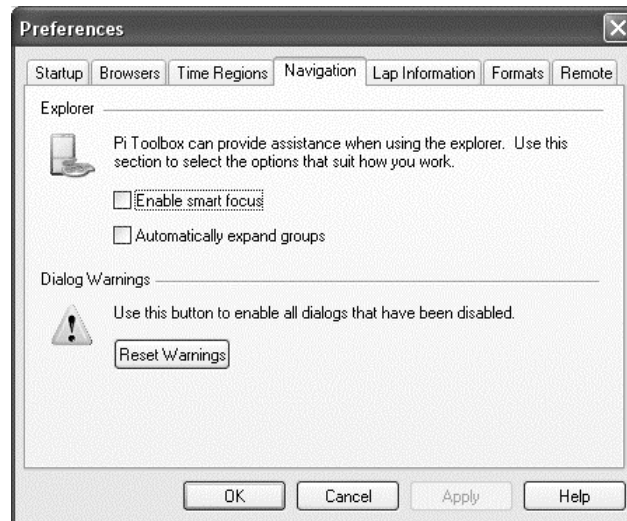 Preferences
Startup Browsers Time Regions Navigation Lap Information Formats Remote
Explorer
Pi Toolbox can provide assistance when using the explorer. Use this
section to select the options that suit how you work.
Enable smart focus
Automatically expand groups
Dialog Warnings
Use this button to enable all dialogs that have been disabled.
Reset Warnings
OK Cancel Apply Help